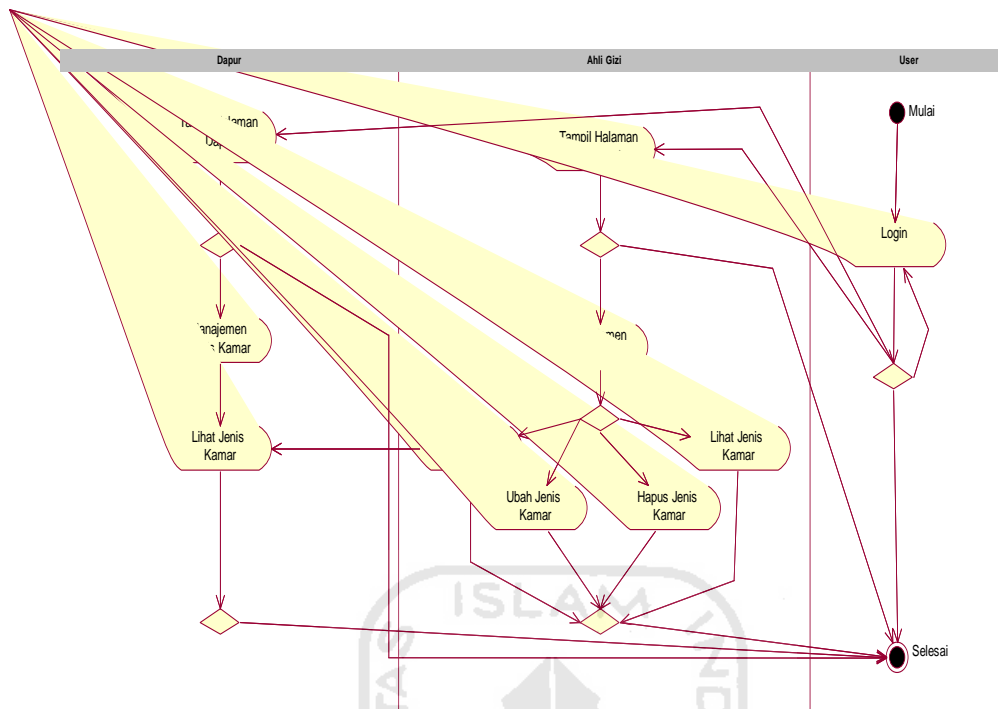 Dapur
Ahli Gizi
User
Mulai
Tampil Halaman
Login
Kamar
Lihat Jenis
Kamar
Lihat Jenis
Kamar
Ubah Jenis
Kamar
Hapus Jenis
Kamar
ISLAM
Selesai